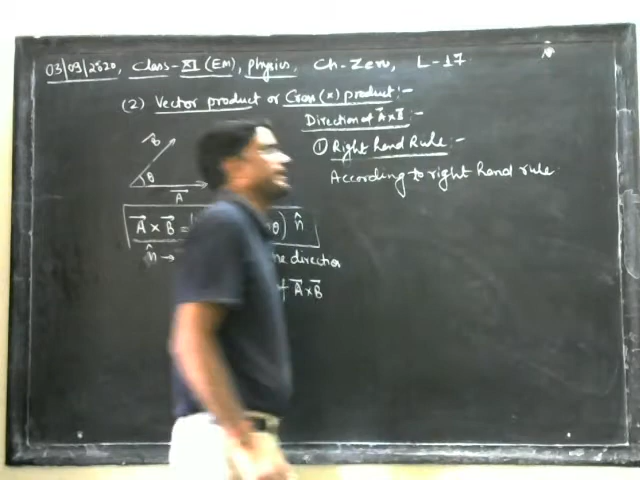 03/09/2020, Class-XI (EM), Physics, Ch-Zero, L-17
(2) Vector product or Cross(×) product:-
Direction of A⃗×B⃗:-
① Right hand Rule:-
According to right hand rule
B⃗
θ
A⃗
A⃗ × B⃗ = θ) n̂
n̂ → direction
of A⃗×B⃗